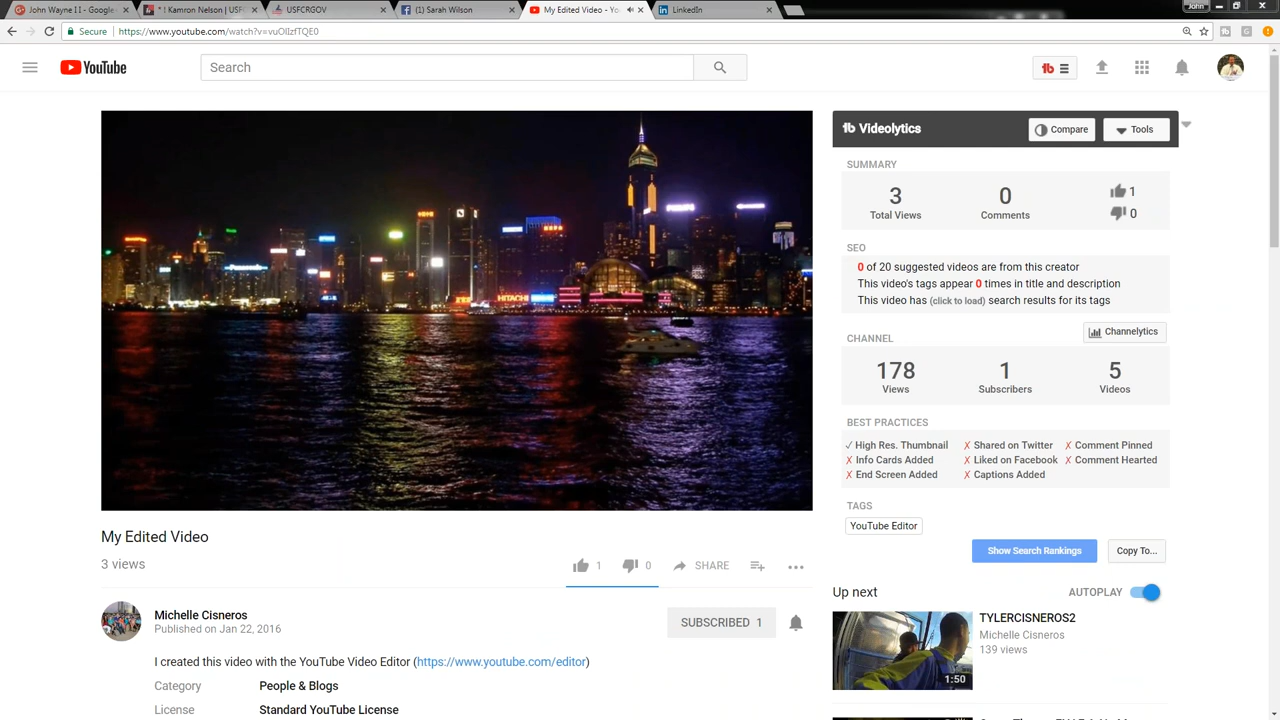 John Wayne II - Google
* ! Kamron Nelson | USF
USFCRGOV
(1) Sarah Wilson
My Edited Video - Yo
LinkedIn
John
Secure
https://www.youtube.com/watch?v=vuOlIzfTQE0
YouTube
Search
HITACHI
Videolytics
Compare
Tools
SUMMARY
3
0
1
Total Views
Comments
0
SEO
0 of 20 suggested videos are from this creator
This video's tags appear 0 times in title and description
This video has (click to load) search results for its tags
Channelytics
CHANNEL
178
1
5
Views
Subscribers
Videos
BEST PRACTICES
✓ High Res. Thumbnail ✗ Shared on Twitter ✗ Comment Pinned
✗ Info Cards Added ✗ Liked on Facebook ✗ Comment Hearted
✗ End Screen Added ✗ Captions Added
TAGS
YouTube Editor
Show Search Rankings
Copy To...
My Edited Video
3 views
1
0
SHARE
Michelle Cisneros
Published on Jan 22, 2016
SUBSCRIBED 1
I created this video with the YouTube Video Editor (https://www.youtube.com/editor)
Category People & Blogs
License Standard YouTube License
Up next
AUTOPLAY
TYLERCISNEROS2
Michelle Cisneros
139 views
1:50